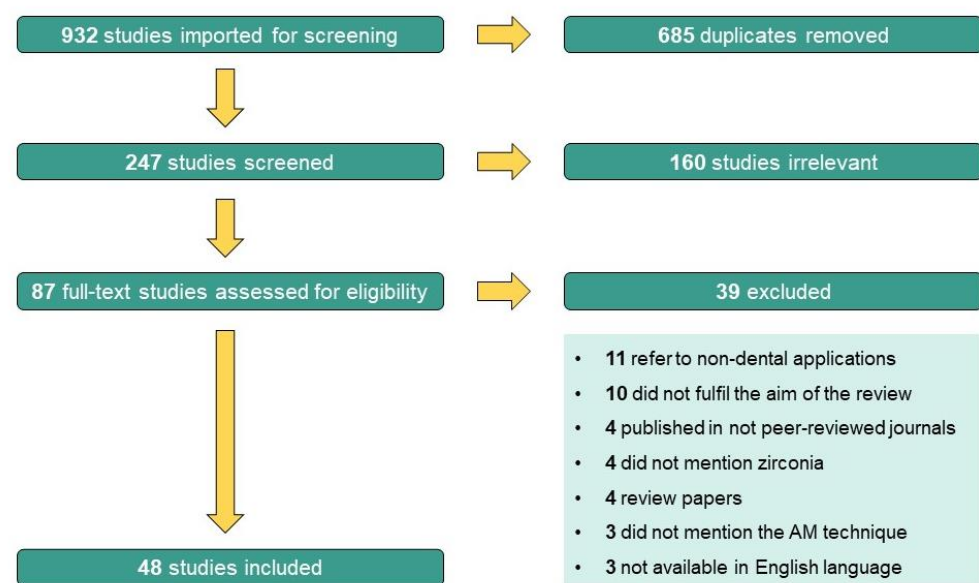 932 studies imported for screening
685 duplicates removed
247 studies screened
160 studies irrelevant
87 full-text studies assessed for eligibility
39 excluded
• 11 refer to non-dental applications
• 10 did not fulfil the aim of the review
• 4 published in not peer-reviewed journals
• 4 did not mention zirconia
• 4 review papers
• 3 did not mention the AM technique
• 3 not available in English language
48 studies included